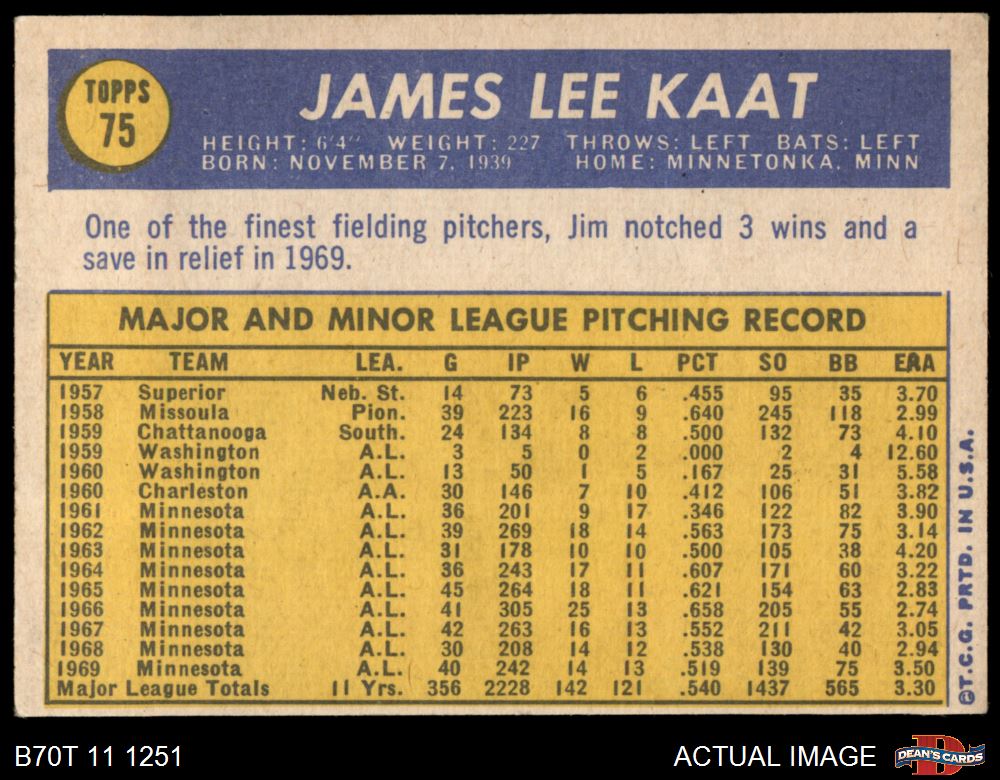 TOPPS
75
JAMES LEE KAAT
HEIGHT: 6'4" WEIGHT: 227 THROWS: LEFT BATS: LEFT
BORN: NOVEMBER 7, 1939 HOME: MINNETONKA, MINN
One of the finest fielding pitchers, Jim notched 3 wins and a
save in relief in 1969.
MAJOR AND MINOR LEAGUE PITCHING RECORD
YEAR TEAM LEA. G IP W L PCT SO BB ERA
1957 Superior Neb. St. 14 73 5 6 .455 95 35 3.70
1958 Missoula Pion. 39 223 16 9 .640 245 118 2.99
1959 Chattanooga South. 24 134 8 8 .500 132 73 4.10
1959 Washington A.L. 3 5 0 2 .000 2 4 12.60
1960 Washington A.L. 13 50 1 5 .167 25 31 5.58
1960 Charleston A.A. 30 146 7 10 .412 106 51 3.82
1961 Minnesota A.L. 36 201 9 17 .346 122 82 3.90
1962 Minnesota A.L. 39 269 18 14 .563 173 75 3.14
1963 Minnesota A.L. 31 178 10 10 .500 105 38 4.20
1964 Minnesota A.L. 36 243 17 11 .607 171 60 3.22
1965 Minnesota A.L. 45 264 18 11 .621 154 63 2.83
1966 Minnesota A.L. 41 305 25 13 .658 205 55 2.74
1967 Minnesota A.L. 42 263 16 13 .552 211 42 3.05
1968 Minnesota A.L. 30 208 14 12 .538 130 40 2.94
1969 Minnesota A.L. 40 242 14 13 .519 139 75 3.50
Major League Totals 11 Yrs. 356 2228 142 121 .540 1437 565 3.30
©T.C.G. PRTD. IN U.S.A.
B70T 11 1251
ACTUAL IMAGE
DEAN'S CARDS